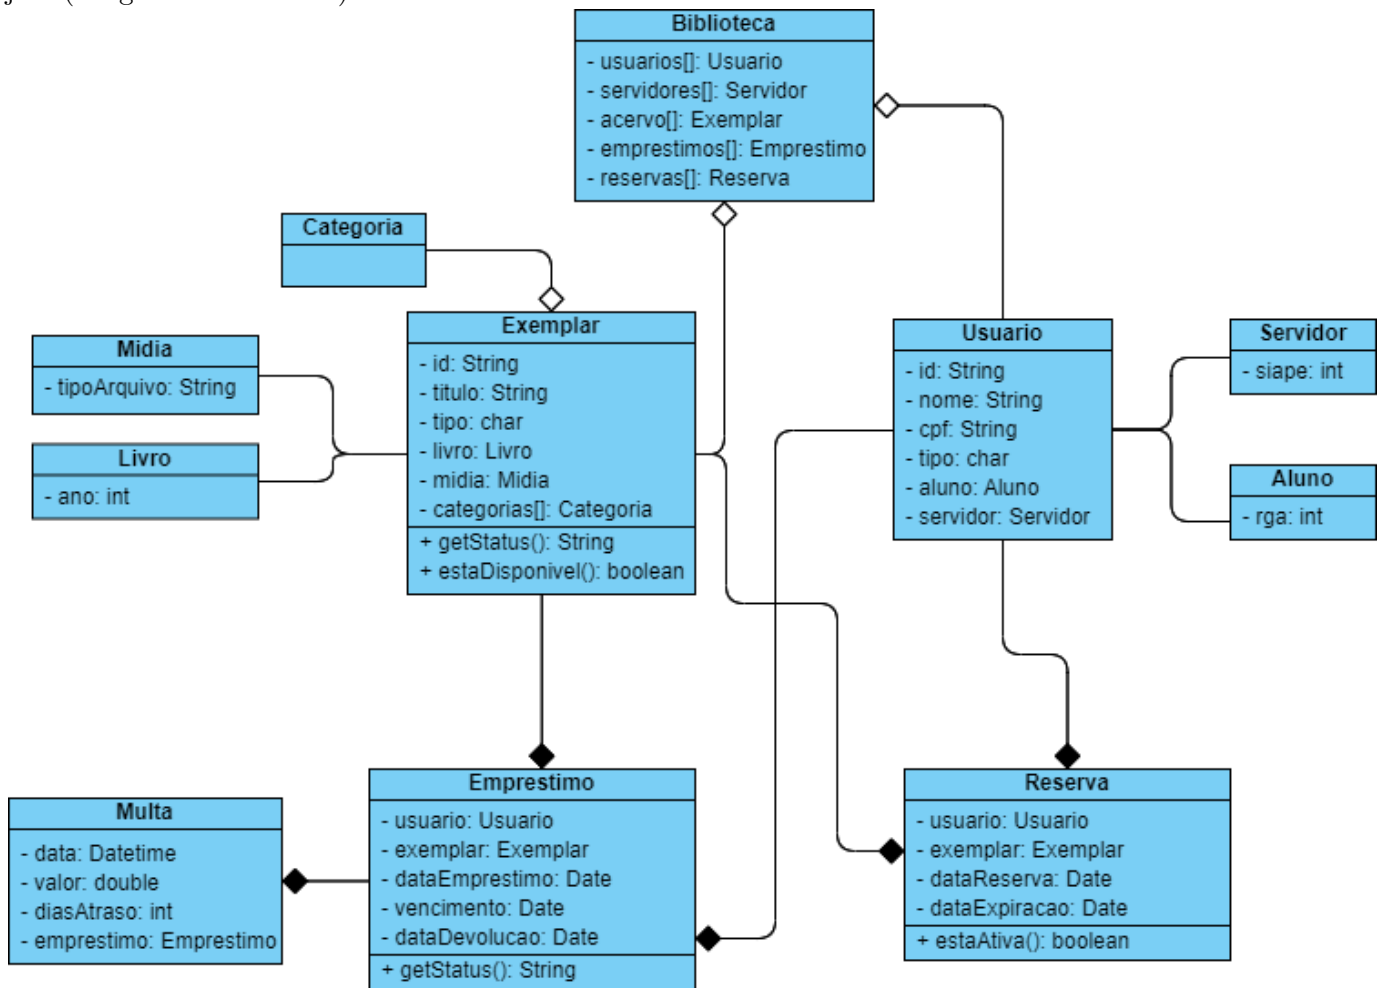 Biblioteca
- usuarios[]: Usuario
- servidores[]: Servidor
- acervo[]: Exemplar
- emprestimos[]: Emprestimo
- reservas[]: Reserva
Categoria
Midia
- tipoArquivo: String
Livro
- ano: int
Exemplar
- id: String
- titulo: String
- tipo: char
- livro: Livro
- midia: Midia
- categorias[]: Categoria
+ getStatus(): String
+ estaDisponivel(): boolean
Usuario
- id: String
- nome: String
- cpf: String
- tipo: char
- aluno: Aluno
- servidor: Servidor
Servidor
- siape: int
Aluno
- rga: int
Multa
- data: Datetime
- valor: double
- diasAtraso: int
- emprestimo: Emprestimo
Emprestimo
- usuario: Usuario
- exemplar: Exemplar
- dataEmprestimo: Date
- vencimento: Date
- dataDevolucao: Date
+ getStatus(): String
Reserva
- usuario: Usuario
- exemplar: Exemplar
- dataReserva: Date
- dataExpiracao: Date
+ estaAtiva(): boolean